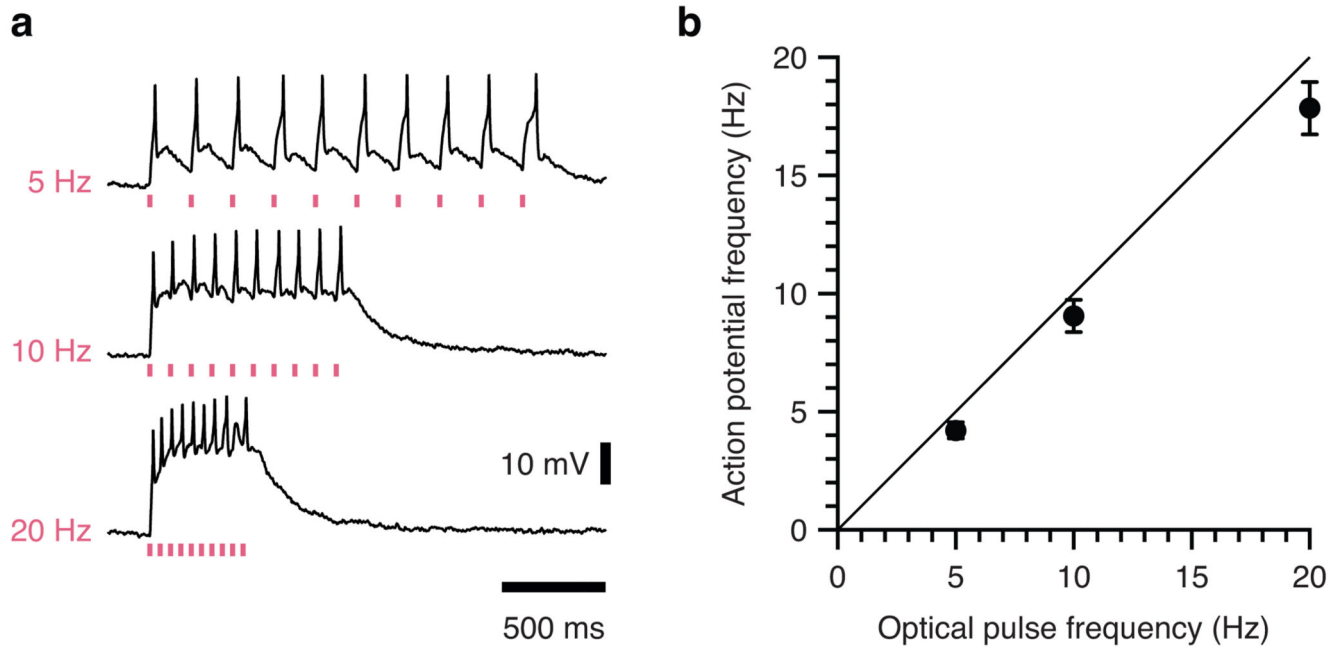 a
5 Hz
10 Hz
20 Hz
10 mV
500 ms
b
Action potential frequency (Hz)
20
15
10
5
0
0 5 10 15 20
Optical pulse frequency (Hz)